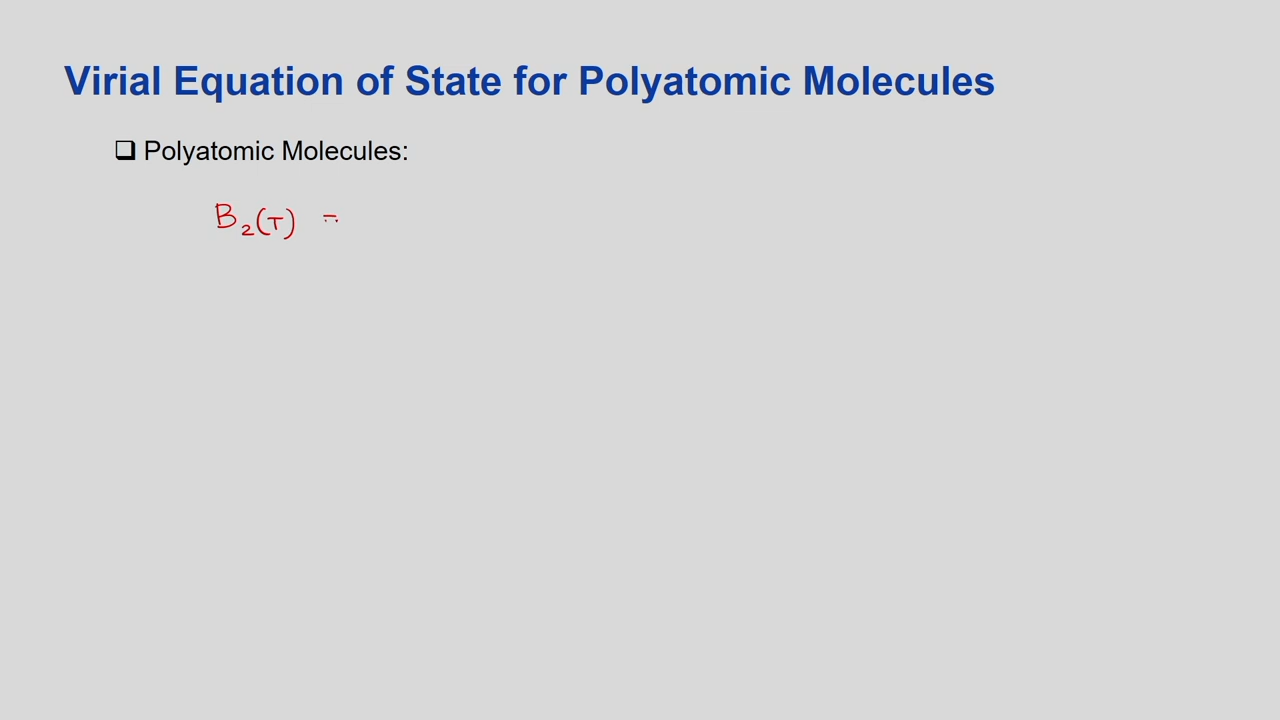 Virial Equation of State for Polyatomic Molecules
❑ Polyatomic Molecules:
B₂(T) =